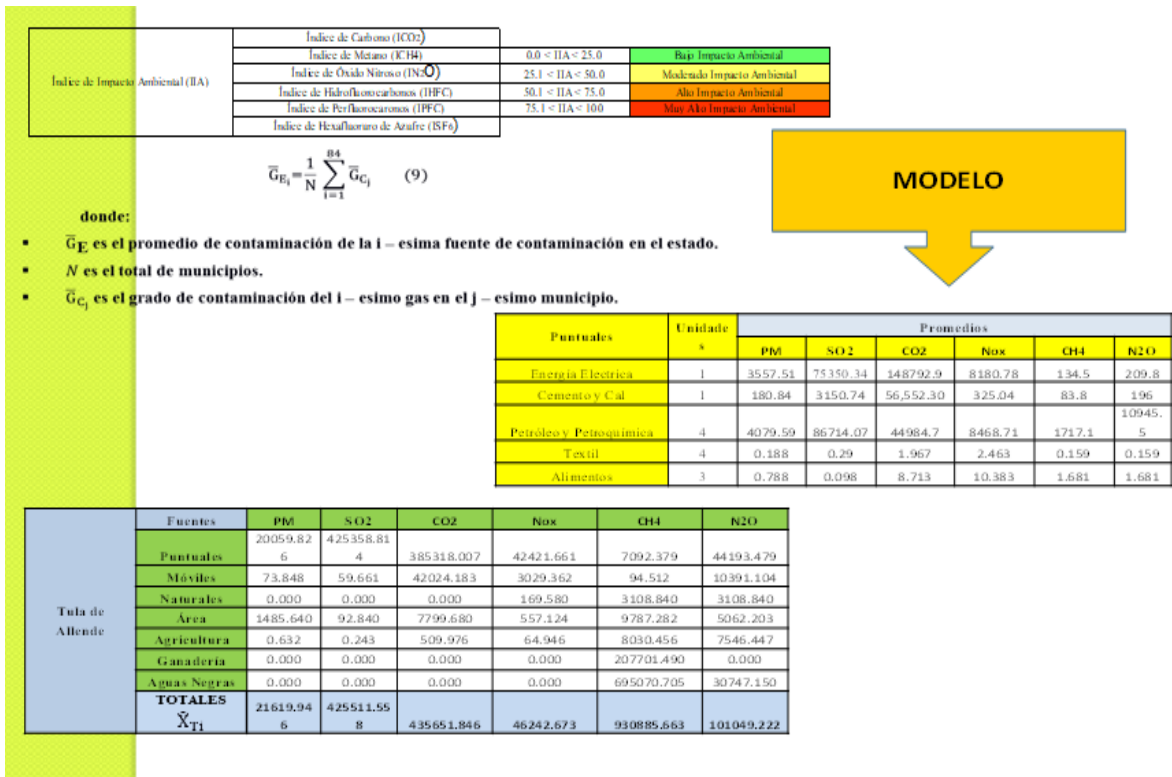 Índice de Impacto Ambiental (IIA)
Índice de Carbono (ICO2)
Índice de Metano (ICH4) 0.0 < IIA < 25.0 Bajo Impacto Ambiental
Índice de Óxido Nitroso (IN2O) 25.1 < IIA < 50.0 Moderado Impacto Ambiental
Índice de Hidrofluorocarbonos (IHFC) 50.1 < IIA < 75.0 Alto Impacto Ambiental
Índice de Perfluorocaronos (IPFC) 75.1 < IIA < 100 Muy Alto Impacto Ambiental
Índice de Hexafluoruro de Azufre (ISF6)
G̅Eᵢ = 1/N ∑ i=1 84 G̅Cⱼ (9)
MODELO
donde:
▪ G̅E es el promedio de contaminación de la i – esima fuente de contaminación en el estado.
▪ N es el total de municipios.
▪ G̅Cⱼ es el grado de contaminación del i – esimo gas en el j – esimo municipio.
Puntuales Unidades Promedios
PM SO2 CO2 Nox CH4 N2O
Energía Electrica 1 3557.51 75350.34 148792.9 8180.78 134.5 209.8
Cemento y Cal 1 180.84 3150.74 56,552.30 325.04 83.8 196
Petróleo y Petroquímica 4 4079.59 86714.07 44984.7 8468.71 1717.1 10945.5
Textil 4 0.188 0.29 1.967 2.463 0.159 0.159
Alimentos 3 0.788 0.098 8.713 10.383 1.681 1.681
Tula de Allende
Fuentes PM SO2 CO2 Nox CH4 N2O
Puntuales 20059.826 425358.814 385318.007 42421.661 7092.379 44193.479
Móviles 73.848 59.661 42024.183 3029.362 94.512 10391.104
Naturales 0.000 0.000 0.000 169.580 3108.840 3108.840
Área 1485.640 92.840 7799.680 557.124 9787.282 5062.203
Agricultura 0.632 0.243 509.976 64.946 8030.456 7546.447
Ganadería 0.000 0.000 0.000 0.000 207701.490 0.000
Aguas Negras 0.000 0.000 0.000 0.000 695070.705 30747.150
TOTALES X̄T1 21619.946 425511.558 435651.846 46242.673 930885.663 101049.222